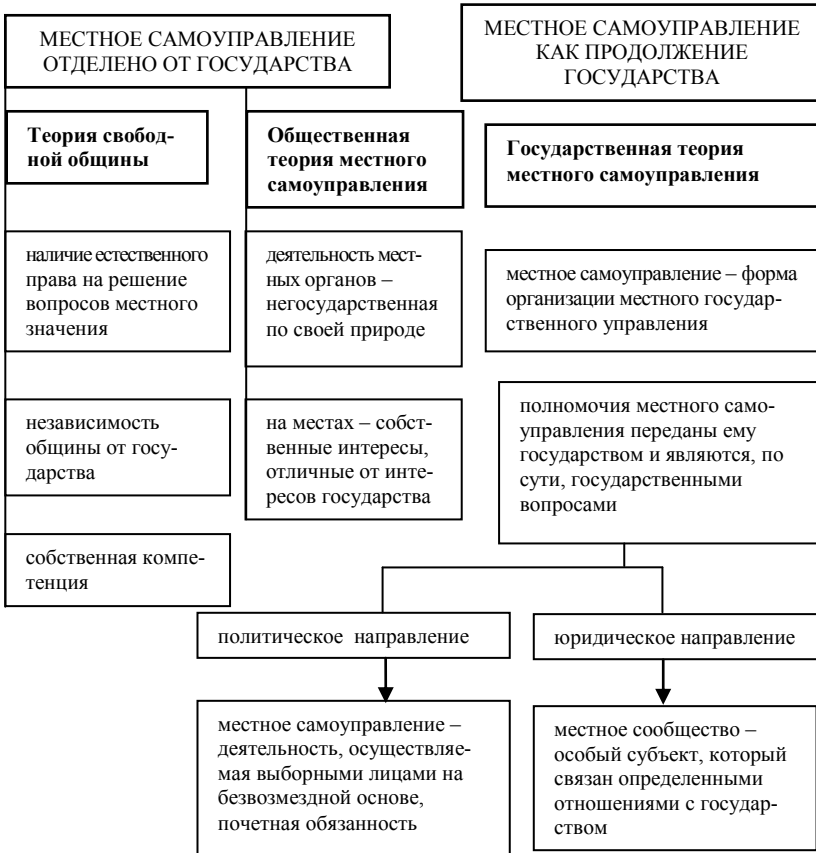 МЕСТНОЕ САМОУПРАВЛЕНИЕ
ОТДЕЛЕНО ОТ ГОСУДАРСТВА
МЕСТНОЕ САМОУПРАВЛЕНИЕ
КАК ПРОДОЛЖЕНИЕ
ГОСУДАРСТВА
Теория свобод-
ной общины
Общественная
теория местного
самоуправления
Государственная теория
местного самоуправления
наличие естественного
права на решение
вопросов местного
значения
деятельность мест-
ных органов –
негосударственная
по своей природе
местное самоуправление – форма
организации местного государ-
ственного управления
независимость
общины от госу-
дарства
на местах – собст-
венные интересы,
отличные от инте-
ресов государства
полномочия местного само-
управления переданы ему
государством и являются, по
сути, государственными
вопросами
собственная компе-
тенция
политическое направление
юридическое направление
местное самоуправление –
деятельность, осуществляе-
мая выборными лицами на
безвозмездной основе,
почетная обязанность
местное сообщество –
особый субъект, который
связан определенными
отношениями с государ-
ством